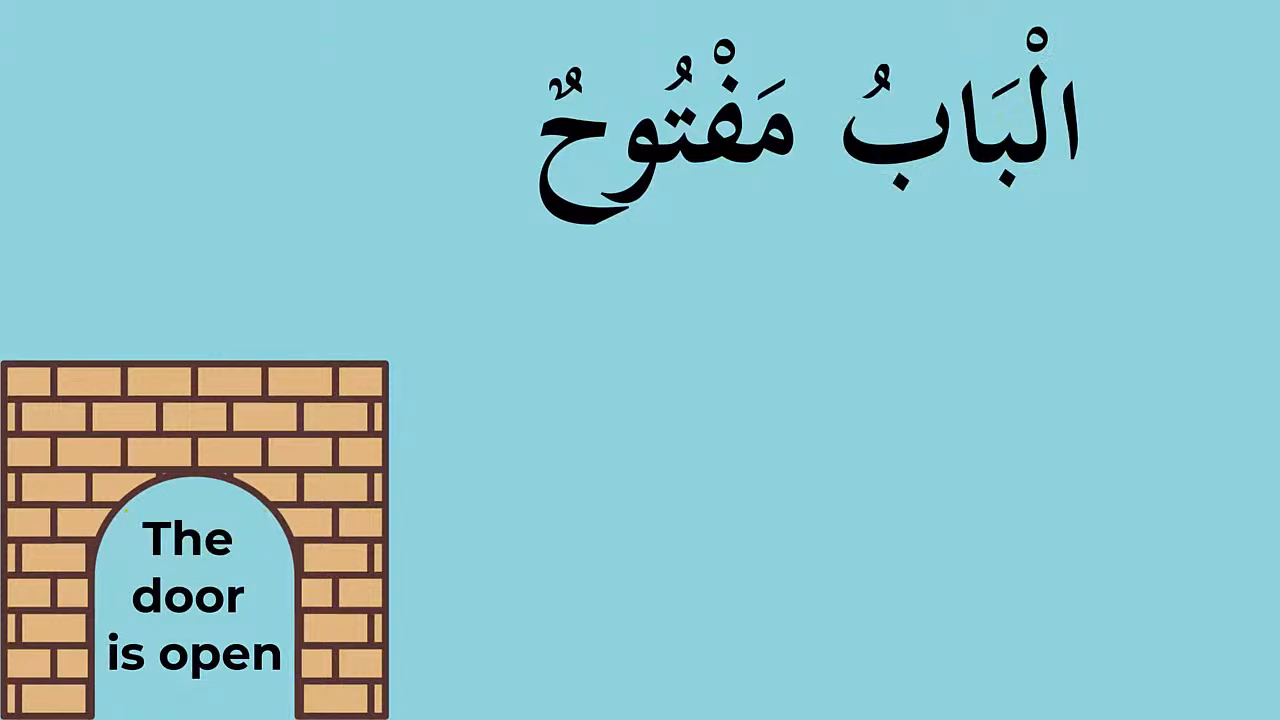 الْبَابُ مَفْتُوحٌ
The
door
is open